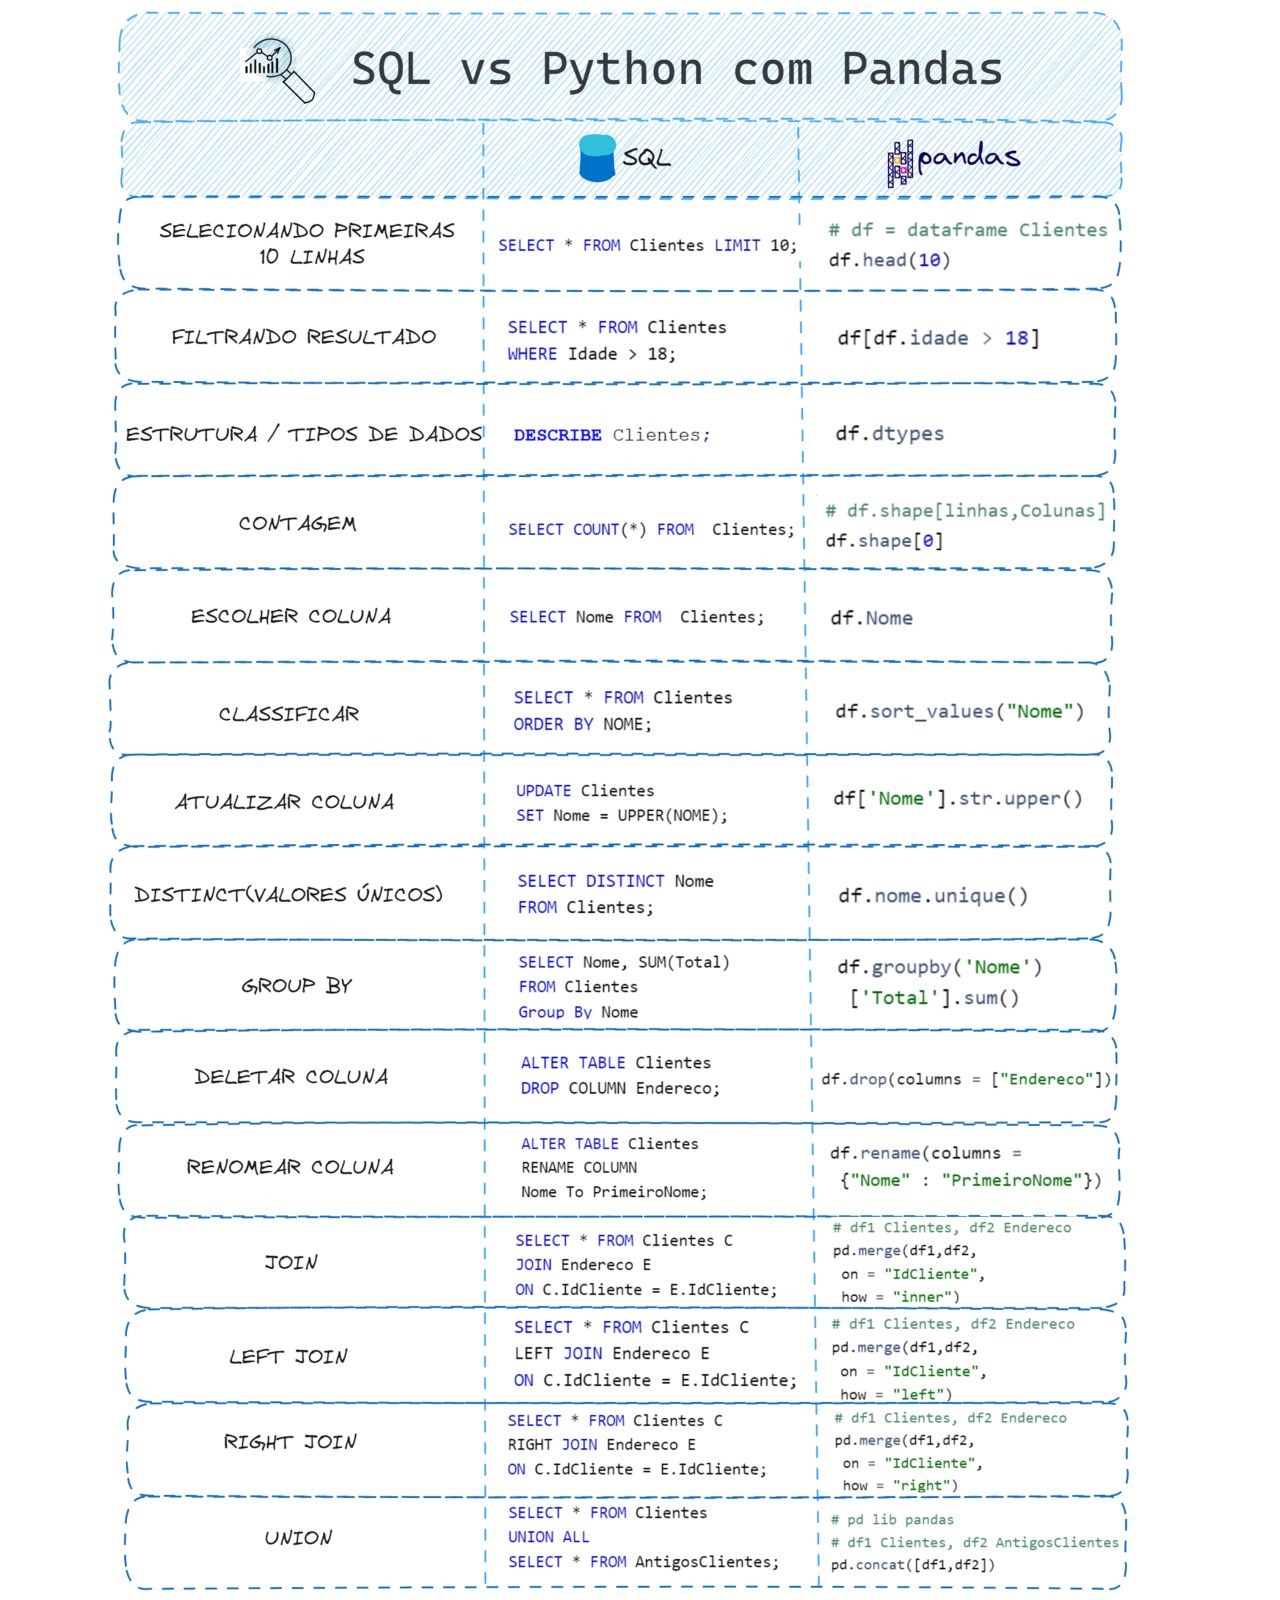 SQL vs Python com Pandas
SQL
pandas
SELECIONANDO PRIMEIRAS
10 LINHAS
SELECT * FROM Clientes LIMIT 10;
# df = dataframe Clientes
df.head(10)
FILTRANDO RESULTADO
SELECT * FROM Clientes
WHERE Idade > 18;
df[df.idade > 18]
ESTRUTURA / TIPOS DE DADOS
DESCRIBE Clientes;
df.dtypes
CONTAGEM
SELECT COUNT(*) FROM  Clientes;
# df.shape[linhas,Colunas]
df.shape[0]
ESCOLHER COLUNA
SELECT Nome FROM  Clientes;
df.Nome
CLASSIFICAR
SELECT * FROM Clientes
ORDER BY NOME;
df.sort_values("Nome")
ATUALIZAR COLUNA
UPDATE Clientes
SET Nome = UPPER(NOME);
df['Nome'].str.upper()
DISTINCT(VALORES ÚNICOS)
SELECT DISTINCT Nome
FROM Clientes;
df.nome.unique()
GROUP BY
SELECT Nome, SUM(Total)
FROM Clientes
Group By Nome
df.groupby('Nome')
['Total'].sum()
DELETAR COLUNA
ALTER TABLE Clientes
DROP COLUMN Endereco;
df.drop(columns = ["Endereco"])
RENOMEAR COLUNA
ALTER TABLE Clientes
RENAME COLUMN
Nome To PrimeiroNome;
df.rename(columns =
{"Nome" : "PrimeiroNome"})
JOIN
SELECT * FROM Clientes C
JOIN Endereco E
ON C.IdCliente = E.IdCliente;
# df1 Clientes, df2 Endereco
pd.merge(df1,df2,
on = "IdCliente",
how = "inner")
LEFT JOIN
SELECT * FROM Clientes C
LEFT JOIN Endereco E
ON C.IdCliente = E.IdCliente;
# df1 Clientes, df2 Endereco
pd.merge(df1,df2,
on = "IdCliente",
how = "left")
RIGHT JOIN
SELECT * FROM Clientes C
RIGHT JOIN Endereco E
ON C.IdCliente = E.IdCliente;
# df1 Clientes, df2 Endereco
pd.merge(df1,df2,
on = "IdCliente",
how = "right")
UNION
SELECT * FROM Clientes
UNION ALL
SELECT * FROM AntigosClientes;
# pd lib pandas
# df1 Clientes, df2 AntigosClientes
pd.concat([df1,df2])